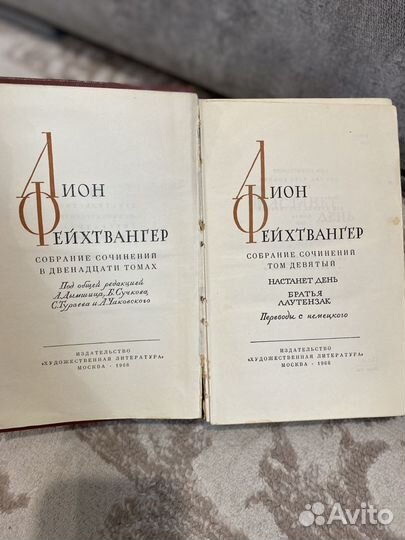 Лион
Фейхтвангер
СОБРАНИЕ СОЧИНЕНИЙ
В ДВЕНАДЦАТИ ТОМАХ
Под общей редакцией
А. Дымшица, Б. Сучкова,
С. Тураева и А. Чаковского
ИЗДАТЕЛЬСТВО
«ХУДОЖЕСТВЕННАЯ ЛИТЕРАТУРА»
МОСКВА · 1968
Лион
Фейхтвангер
СОБРАНИЕ СОЧИНЕНИЙ
ТОМ ДЕВЯТЫЙ
НАСТАНЕТ ДЕНЬ
БРАТЬЯ
ЛАУТЕНЗАК
Переводы с немецкого
ИЗДАТЕЛЬСТВО
«ХУДОЖЕСТВЕННАЯ ЛИТЕРАТУРА»
МОСКВА · 1968
Avito